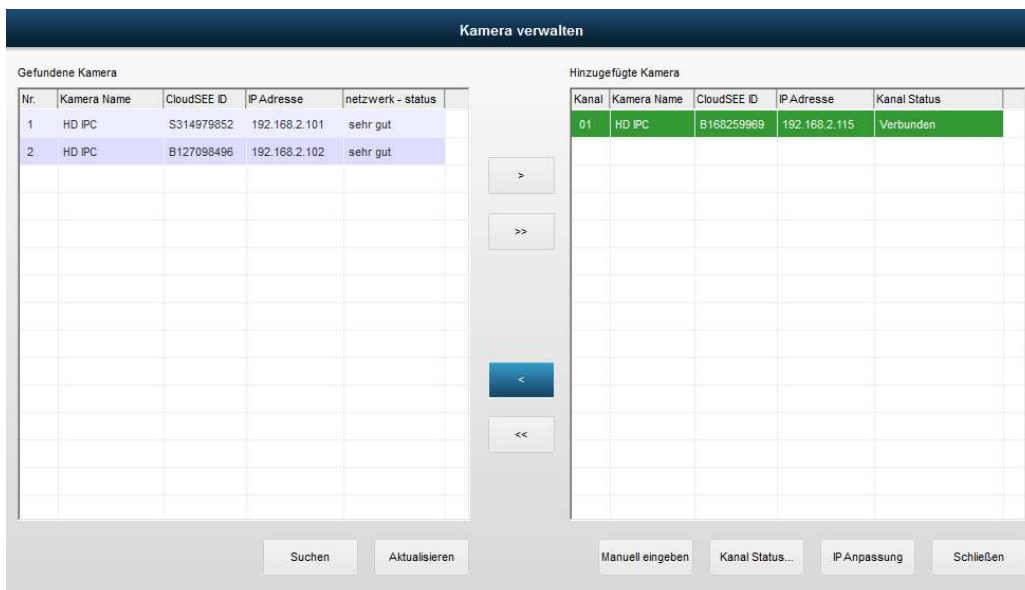 Kamera verwalten
Gefundene Kamera
Nr. Kamera Name CloudSEE ID IP Adresse netzwerk - status
1 HD IPC S314979852 192.168.2.101 sehr gut
2 HD IPC B127098496 192.168.2.102 sehr gut
>
>>
<
<<
Hinzugefügte Kamera
Kanal Kamera Name CloudSEE ID IP Adresse Kanal Status
01 HD IPC B168259969 192.168.2.115 Verbunden
Suchen Aktualisieren Manuell eingeben Kanal Status... IP Anpassung Schließen